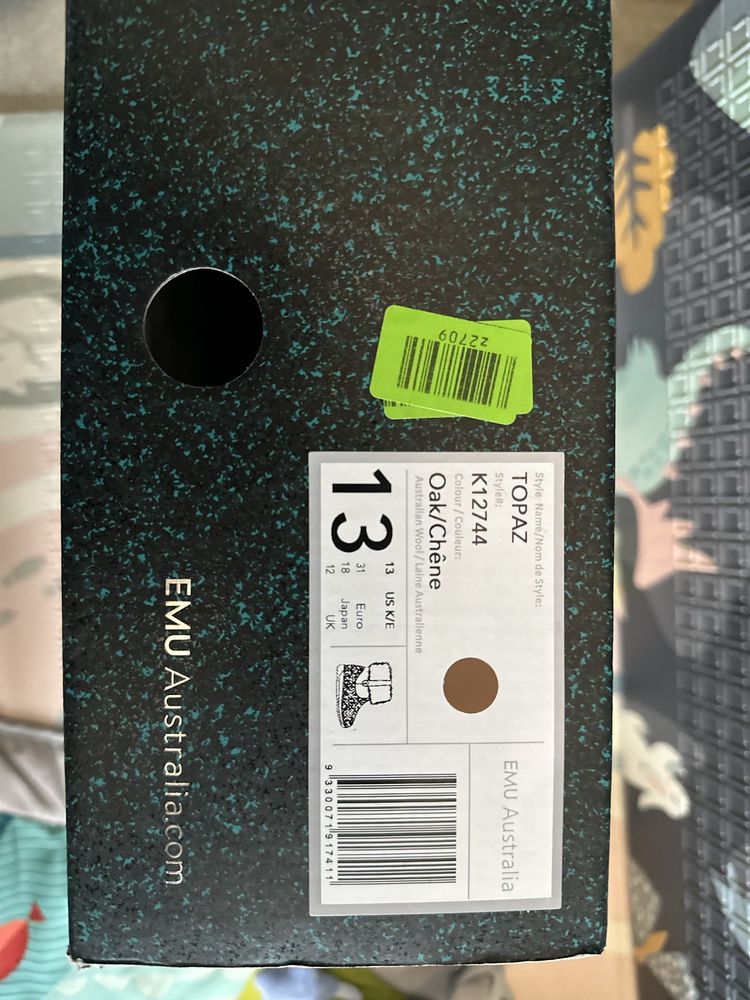 z2709
Style Name/Nom de Style:
TOPAZ
Style#:
K12744
Colour / Couleur:
Oak/Chêne
Australian Wool / Laine Australienne
13
13 US K/E
31 Euro
18 Japan
12 UK
EMU Australia
9 330071 917411
EMU Australia.com